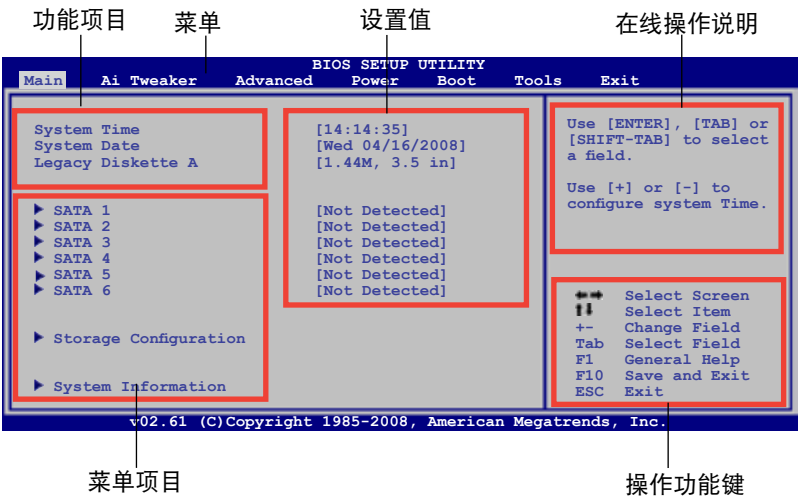 功能项目 菜单 设置值 在线操作说明
BIOS SETUP UTILITY
Main Ai Tweaker Advanced Power Boot Tools Exit
System Time [14:14:35]
System Date [Wed 04/16/2008]
Legacy Diskette A [1.44M, 3.5 in]
SATA 1 [Not Detected]
SATA 2 [Not Detected]
SATA 3 [Not Detected]
SATA 4 [Not Detected]
SATA 5 [Not Detected]
SATA 6 [Not Detected]
Storage Configuration
System Information
Use [ENTER], [TAB] or
[SHIFT-TAB] to select
a field.
Use [+] or [-] to
configure system Time.
Select Screen
Select Item
+- Change Field
Tab Select Field
F1 General Help
F10 Save and Exit
ESC Exit
v02.61 (C)Copyright 1985-2008, American Megatrends, Inc.
菜单项目 操作功能键